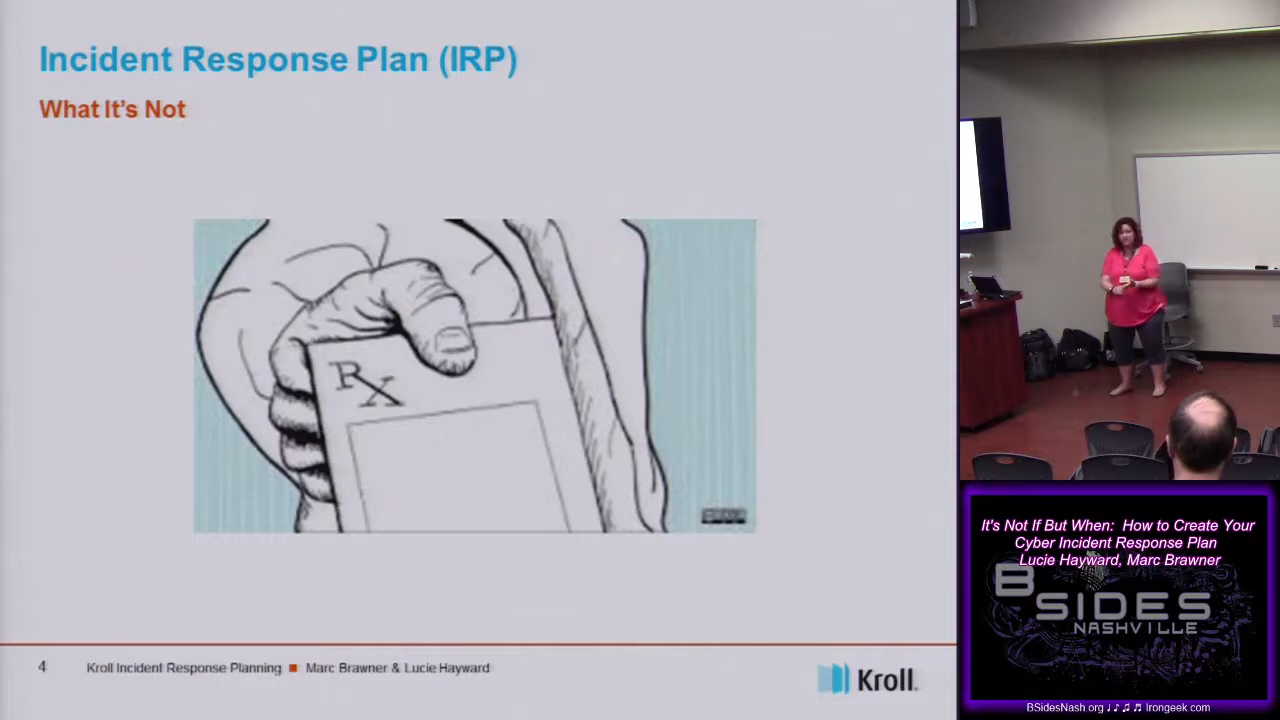 Incident Response Plan (IRP)
What It's Not
RX
4 Kroll Incident Response Planning ■ Marc Brawner & Lucie Hayward
Kroll
It's Not If But When: How to Create Your
Cyber Incident Response Plan
Lucie Hayward, Marc Brawner
BSIDES
NASHVILLE
BSidesNash.org ♩ ♪ ♫ ♬ Irongeek.com